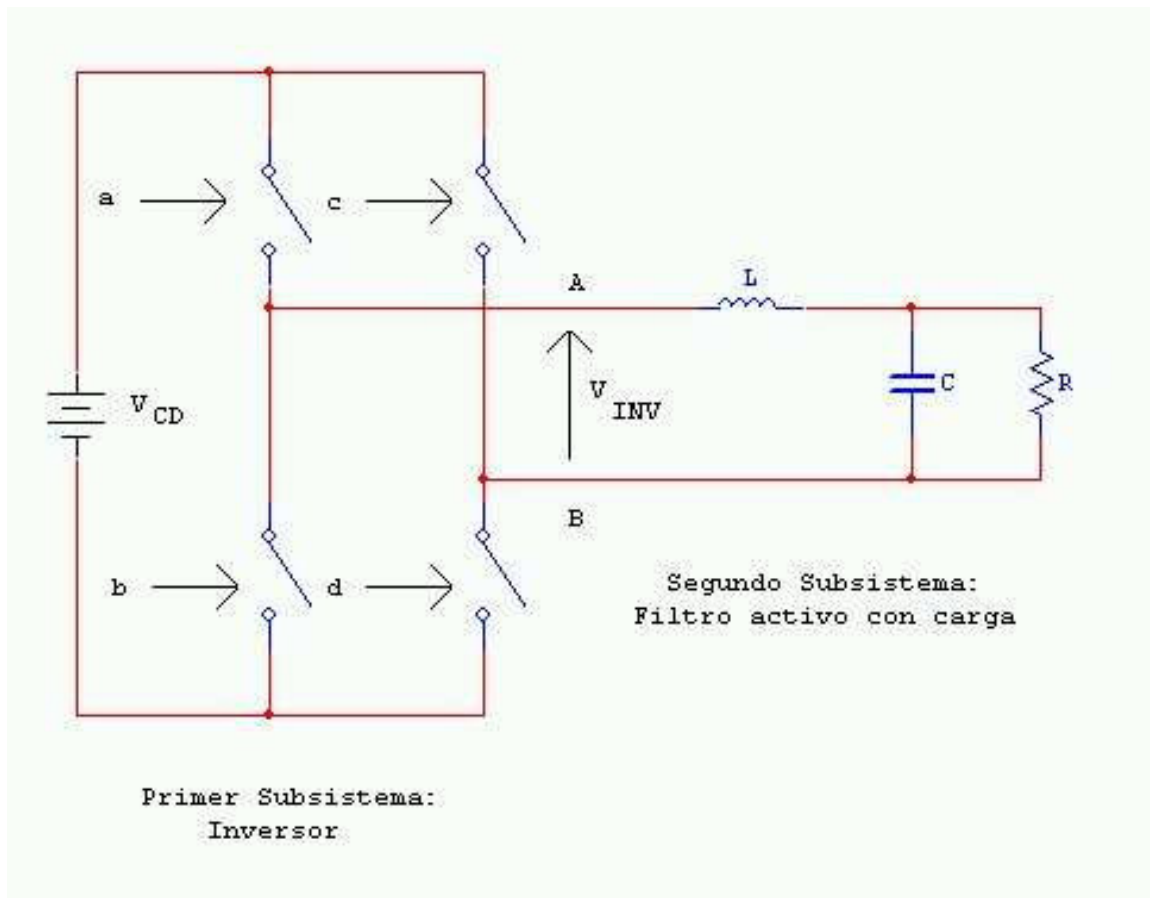 a
c
A
L
V INV
C
R
V CD
B
b
d
Segundo Subsistema:
Filtro activo con carga
Primer Subsistema:
Inversor